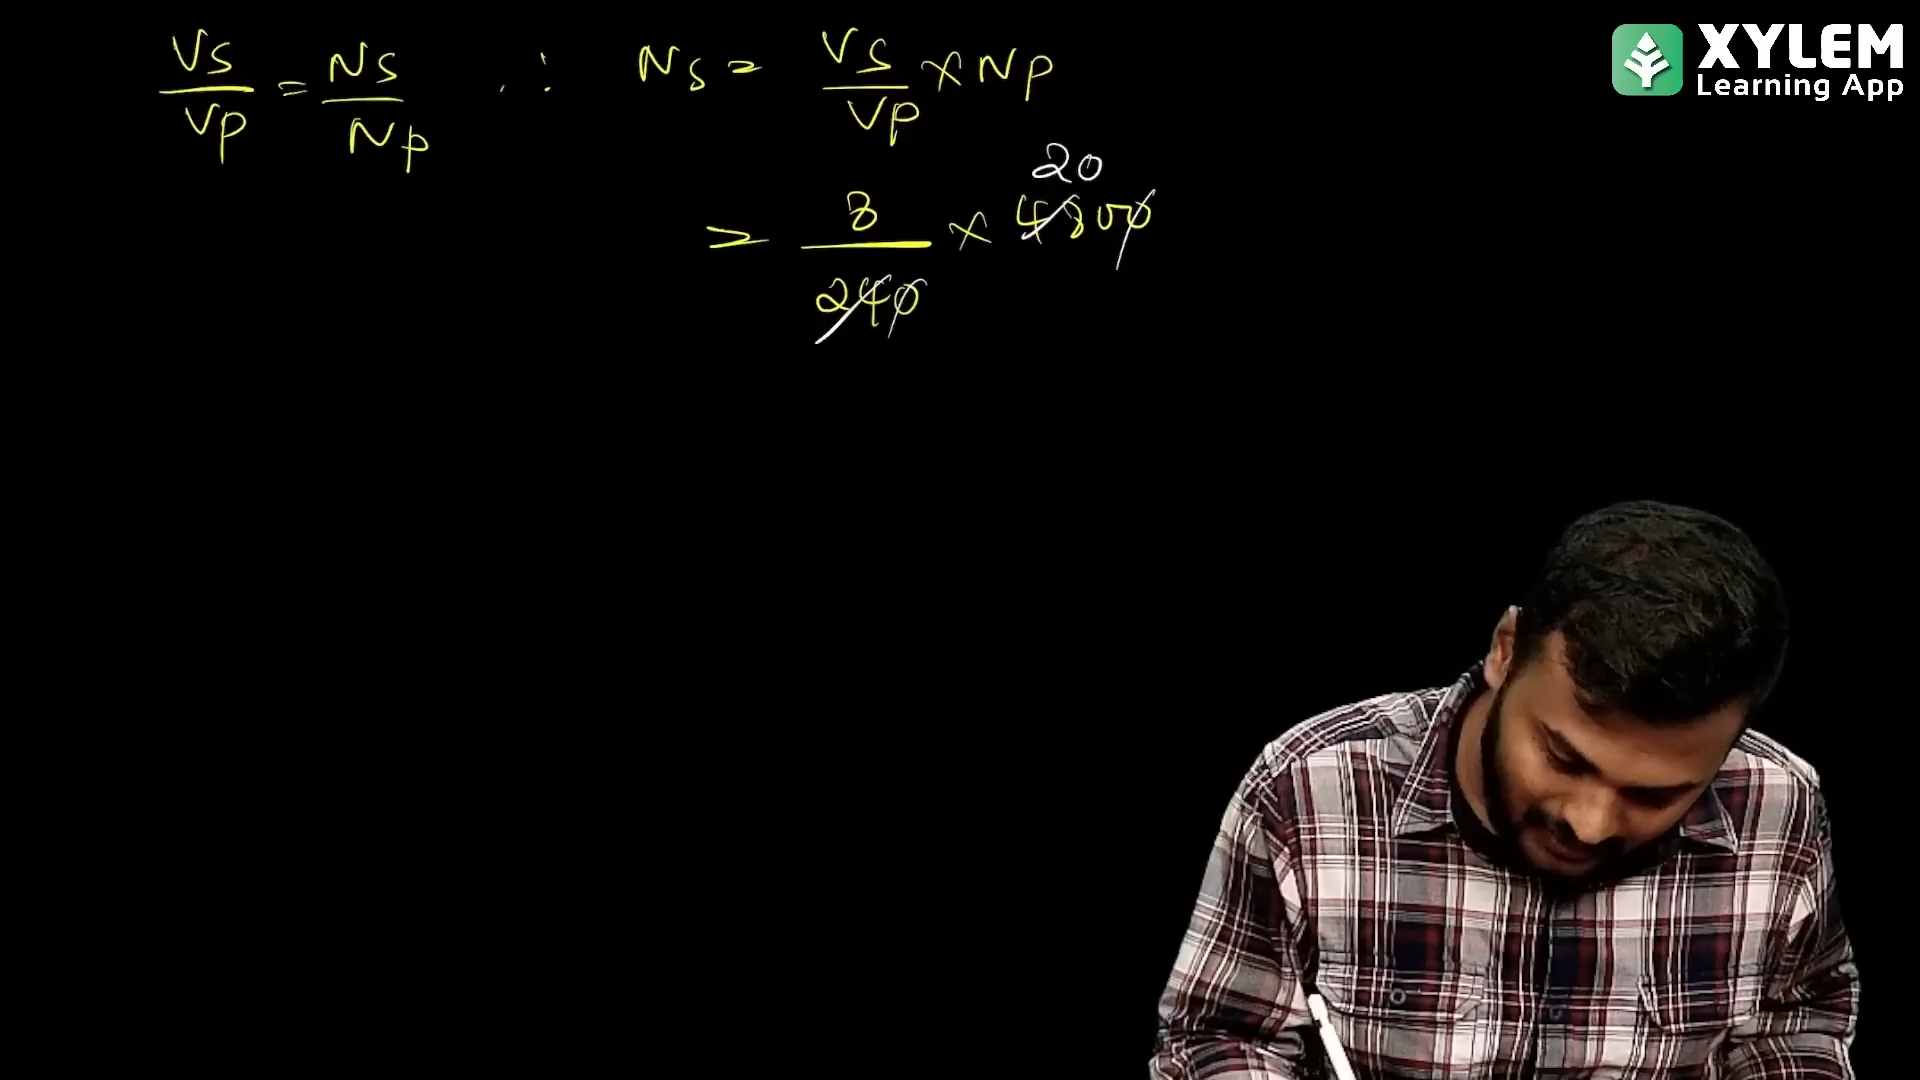 XYLEM
Learning App
Vs/Vp = Ns/Np ∴ Ns = Vs/Vp × Np
20
= 8/240 × 4800